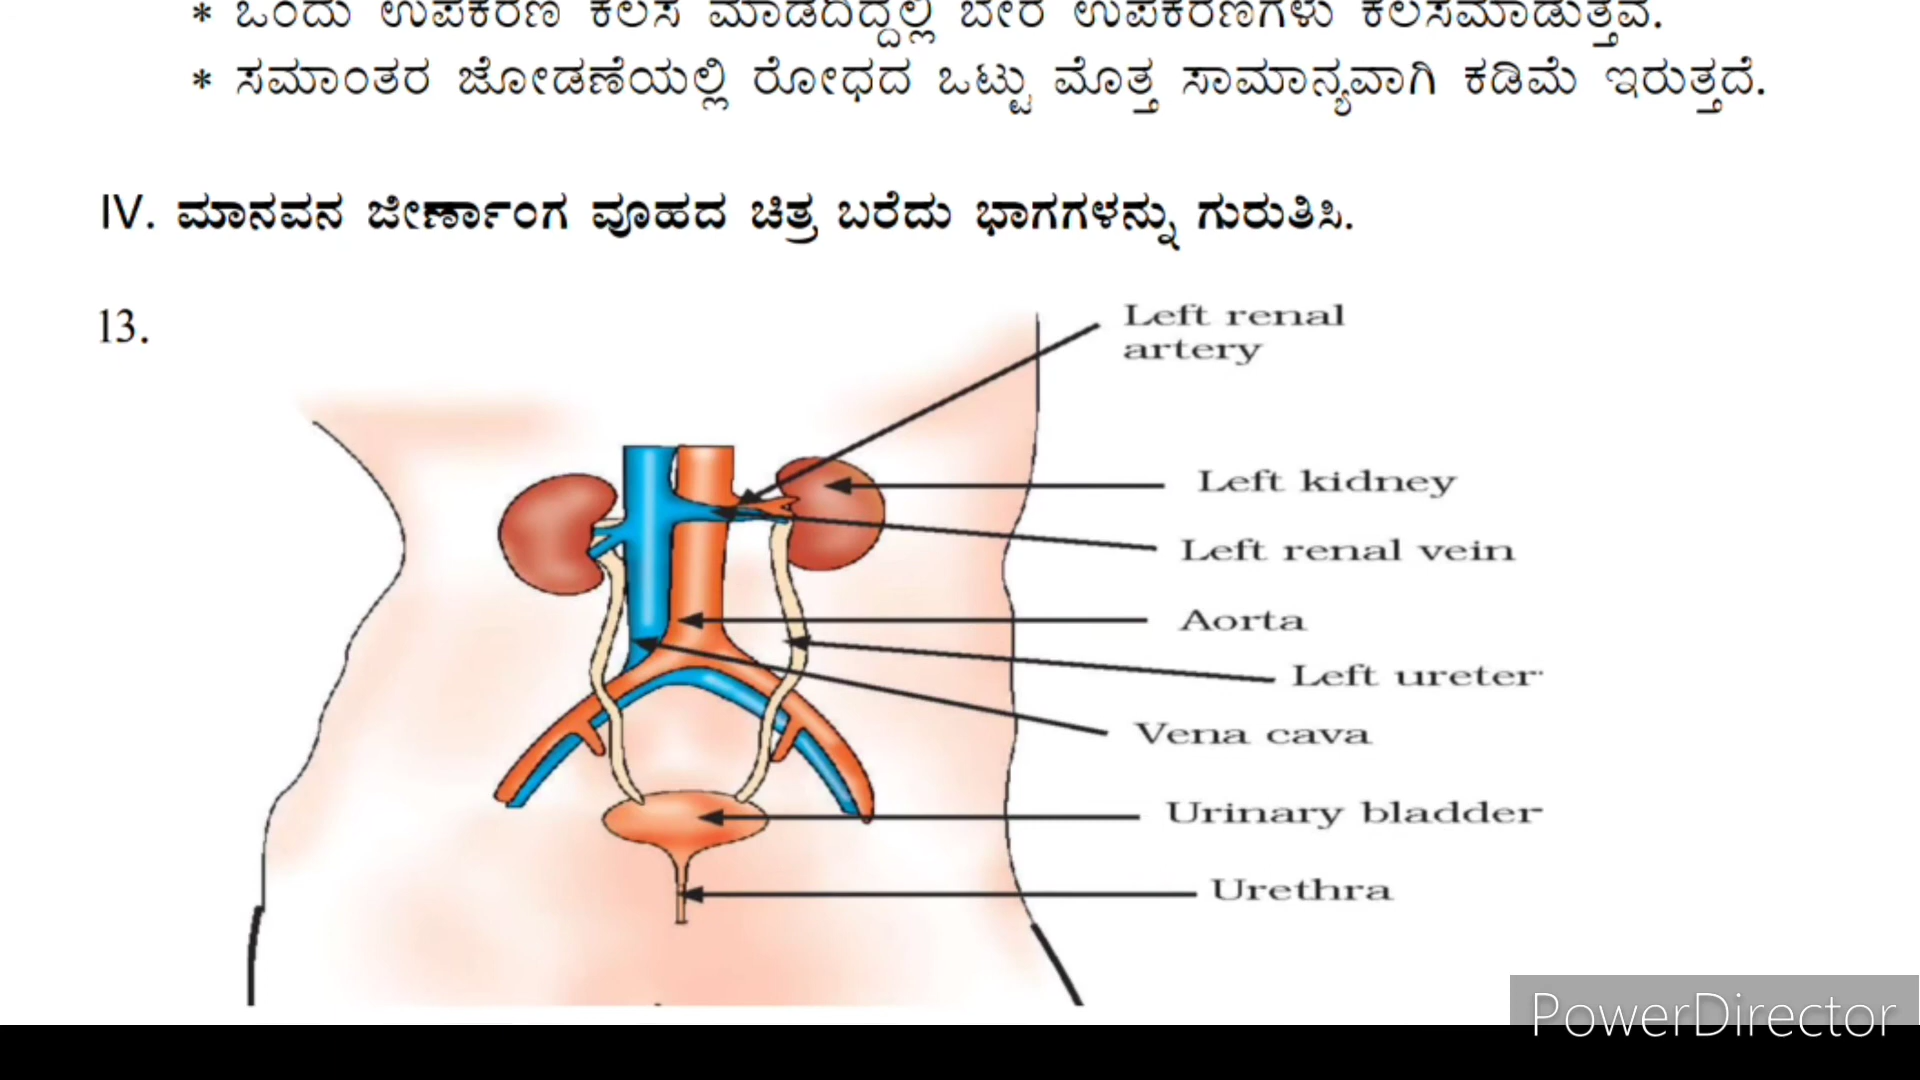 * ಒಂದು ಉಪಕರಣ ಕೆಲಸ ಮಾಡದಿದ್ದಲ್ಲಿ ಬೇರೆ ಉಪಕರಣಗಳು ಕೆಲಸಮಾಡುತ್ತವೆ.
* ಸಮಾಂತರ ಜೋಡಣೆಯಲ್ಲಿ ರೋಧದ ಒಟ್ಟು ಮೊತ್ತ ಸಾಮಾನ್ಯವಾಗಿ ಕಡಿಮೆ ಇರುತ್ತದೆ.
IV. ಮಾನವನ ಜೀರ್ಣಾಂಗ ವೂಹದ ಚಿತ್ರ ಬರೆದು ಭಾಗಗಳನ್ನು ಗುರುತಿಸಿ.
13.
Left renal
artery
Left kidney
Left renal vein
Aorta
Left ureter
Vena cava
Urinary bladder
Urethra
PowerDirector